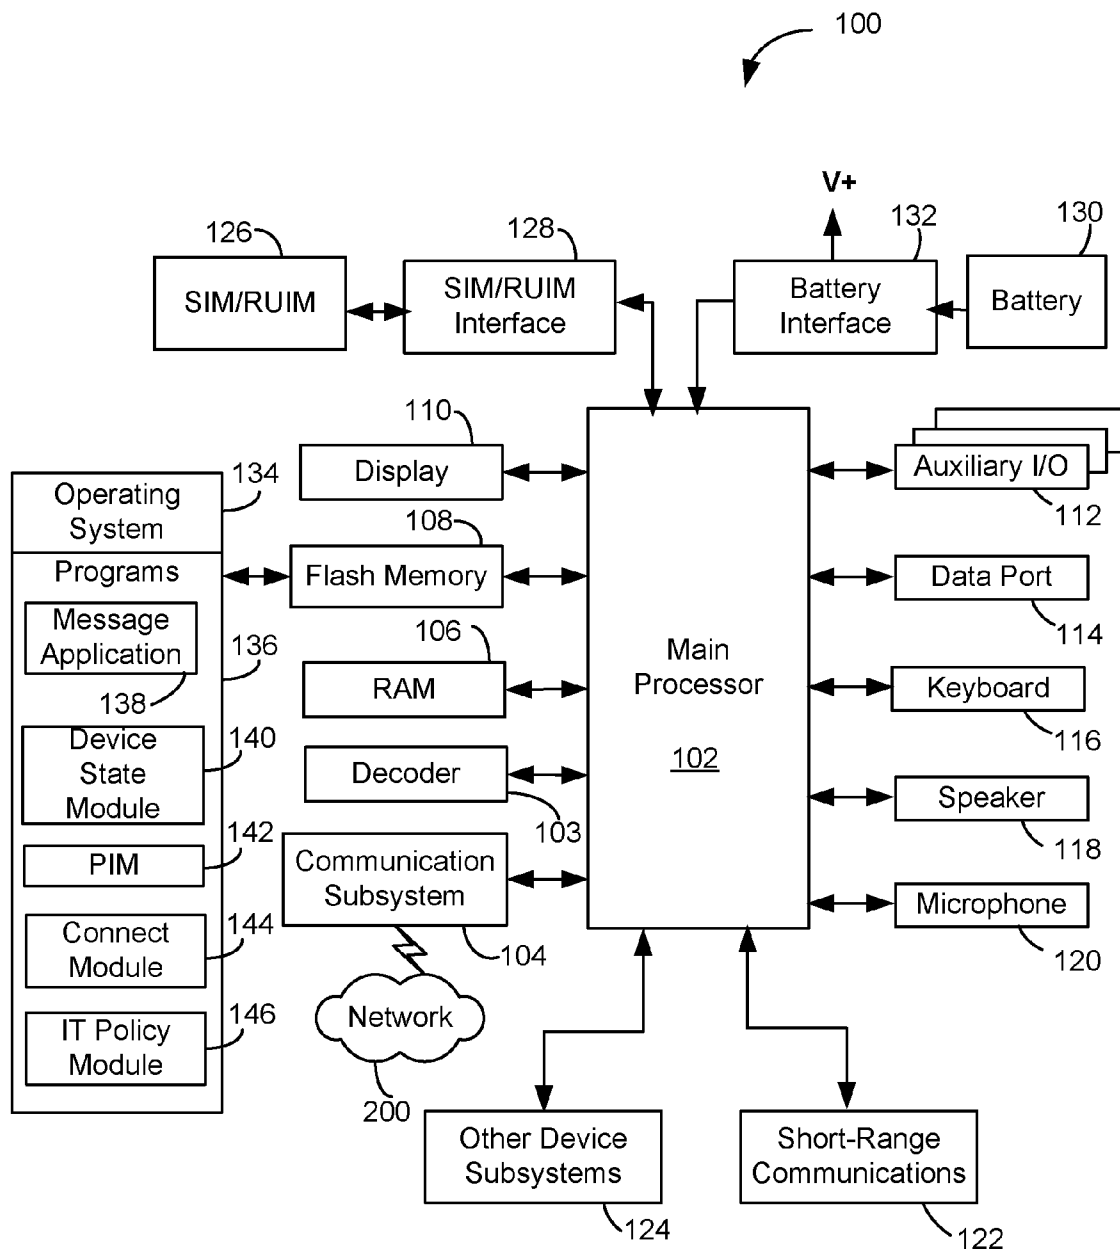 100
V+
126
128
132
130
SIM/RUIM
SIM/RUIM
Interface
Battery
Interface
Battery
110
Display
Auxiliary I/O
112
134
Operating
System
108
Flash Memory
Data Port
114
Programs
Message
Application
138
136
106
RAM
Main
Processor
102
Keyboard
116
Device
State
Module
140
Decoder
103
Speaker
118
PIM
142
Communication
Subsystem
104
Microphone
120
Connect
Module
144
Network
200
IT Policy
Module
146
Other Device
Subsystems
124
Short-Range
Communications
122